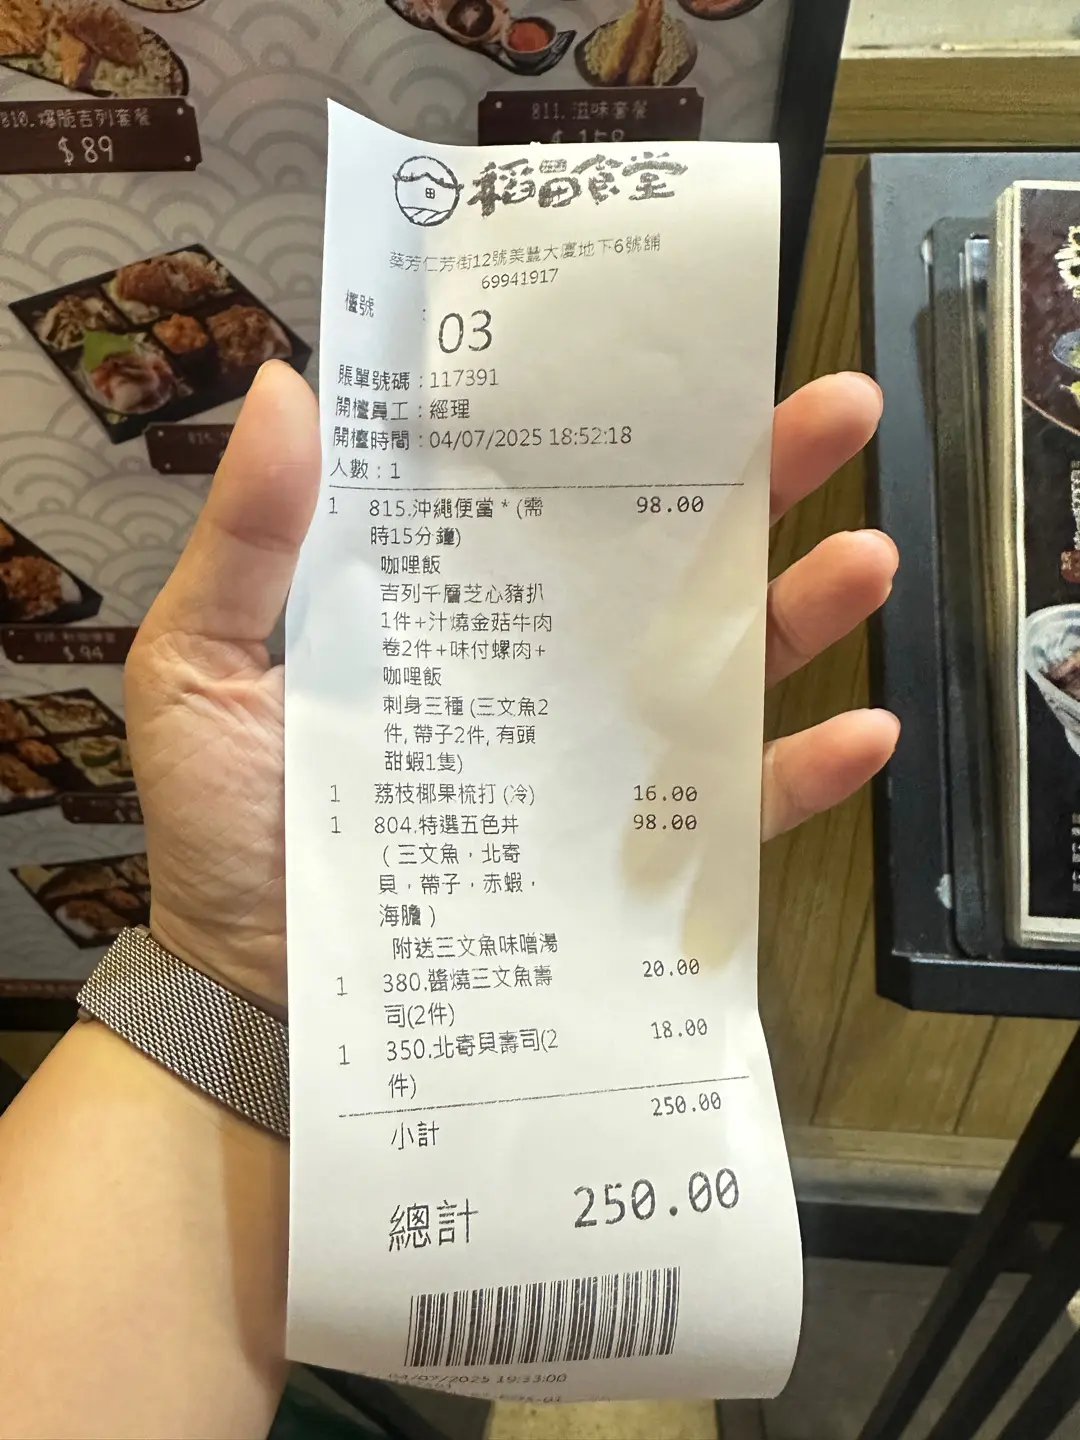 810.爆脆吉列套餐
$89
811.滋味套餐
$158
稻田食堂
葵芳仁芳街12號美豐大廈地下6號舖
69941917
檯號 :
03
賬單號碼 : 117391
開檯員工 : 經理
開檯時間 : 04/07/2025 18:52:18
人數 : 1
1 815.沖繩便當 * (需 98.00
時15分鐘)
咖哩飯
吉列千層芝心豬扒
1件+汁燒金菇牛肉
卷2件+味付螺肉+
咖哩飯
刺身三種 (三文魚2
件, 帶子2件, 有頭
甜蝦1隻)
1 荔枝椰果梳打 (冷) 16.00
1 804.特選五色丼 98.00
( 三文魚，北寄
貝，帶子，赤蝦，
海膽 )
附送三文魚味噌湯
1 380.醬燒三文魚壽 20.00
司(2件)
1 350.北寄貝壽司(2 18.00
件)
小計 250.00
總計 250.00
04/07/2025 19:33:00
815.
$94